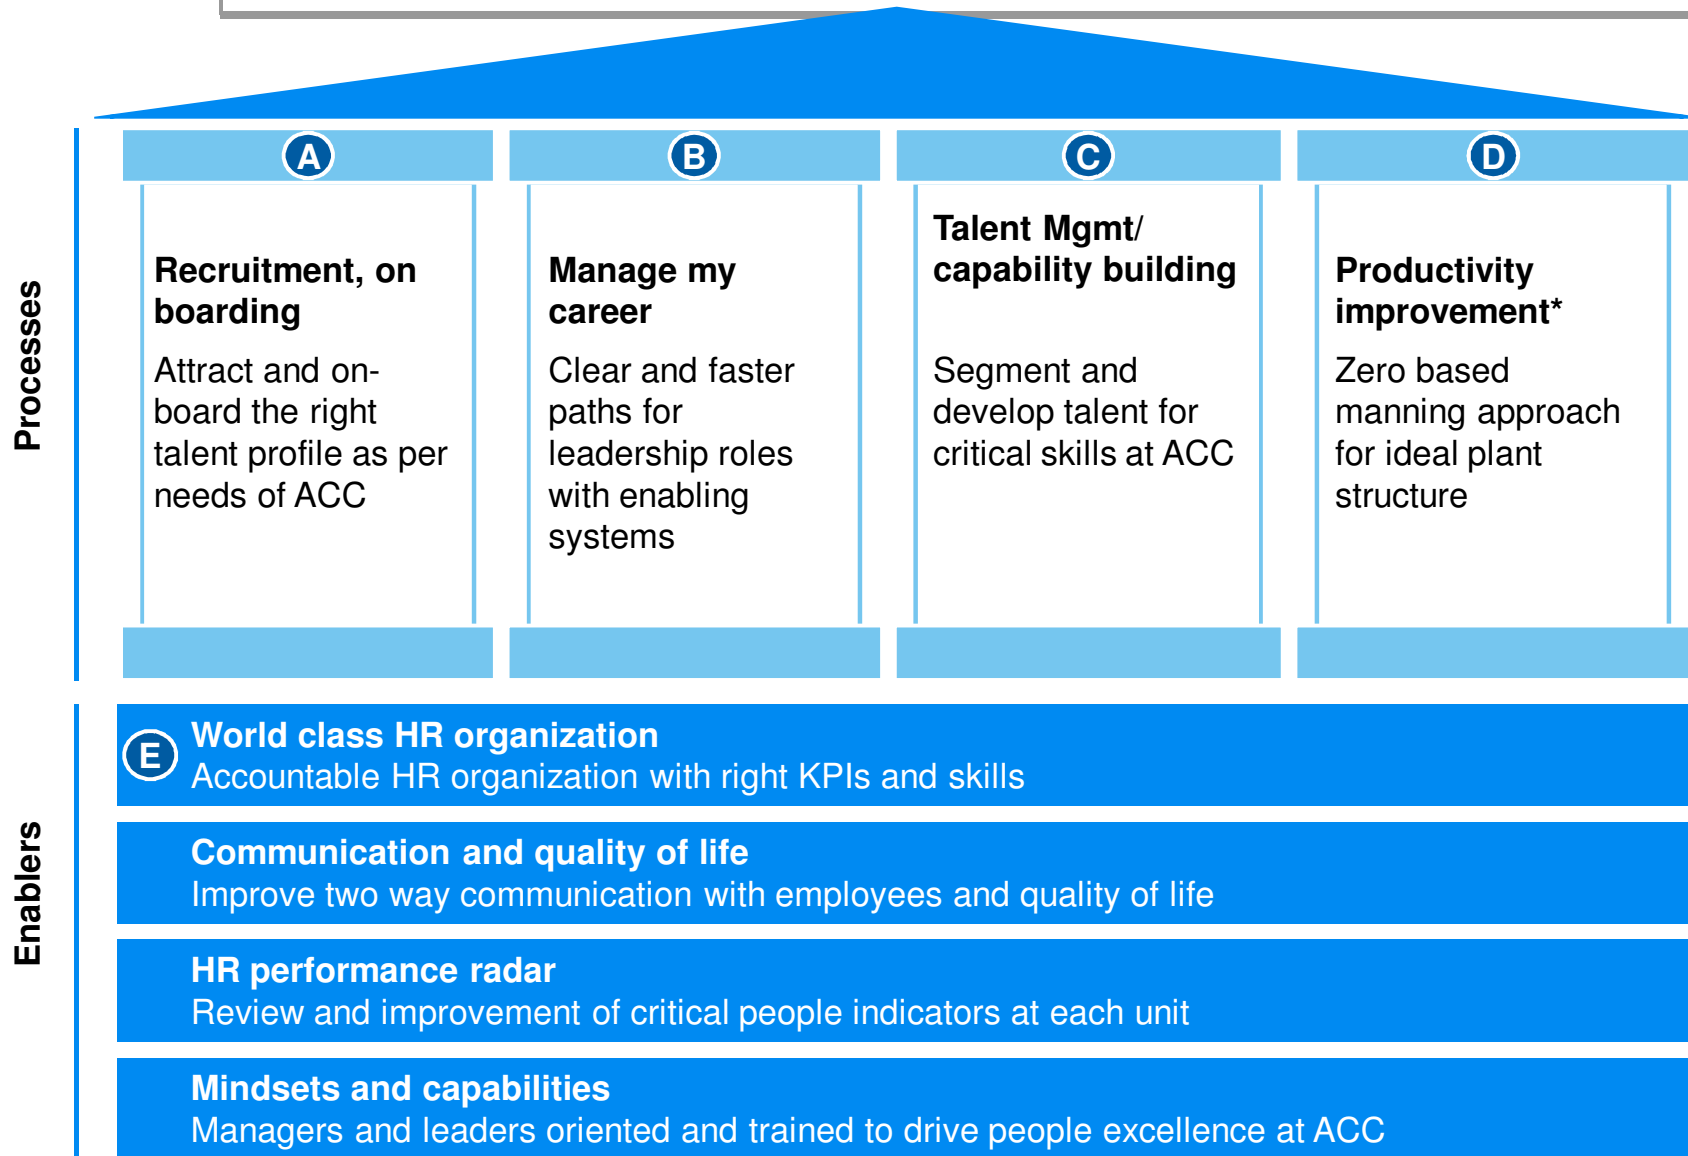 Processes
A
Recruitment, on
boarding
Attract and on-
board the right
talent profile as per
needs of ACC
B
Manage my
career
Clear and faster
paths for
leadership roles
with enabling
systems
C
Talent Mgmt/
capability building
Segment and
develop talent for
critical skills at ACC
D
Productivity
improvement*
Zero based
manning approach
for ideal plant
structure
Enablers
E
World class HR organization
Accountable HR organization with right KPIs and skills
Communication and quality of life
Improve two way communication with employees and quality of life
HR performance radar
Review and improvement of critical people indicators at each unit
Mindsets and capabilities
Managers and leaders oriented and trained to drive people excellence at ACC